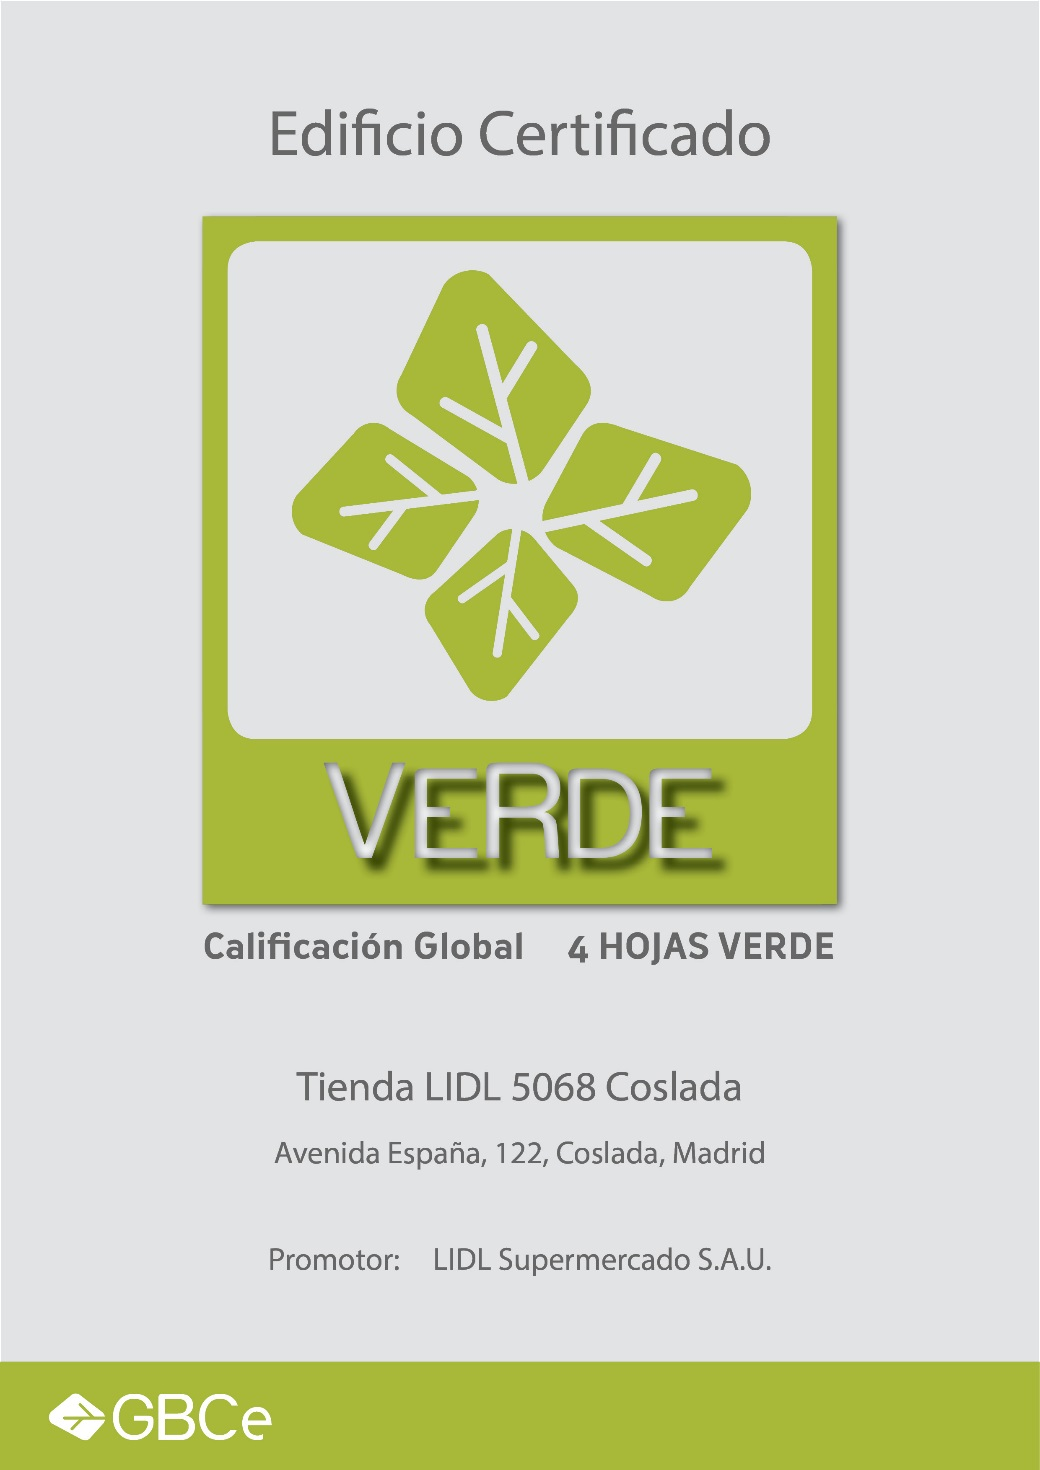 Edificio Certificado
VERDE
Calificación Global 4 HOJAS VERDE
Tienda LIDL 5068 Coslada
Avenida España, 122, Coslada, Madrid
Promotor: LIDL Supermercado S.A.U.
GBCe